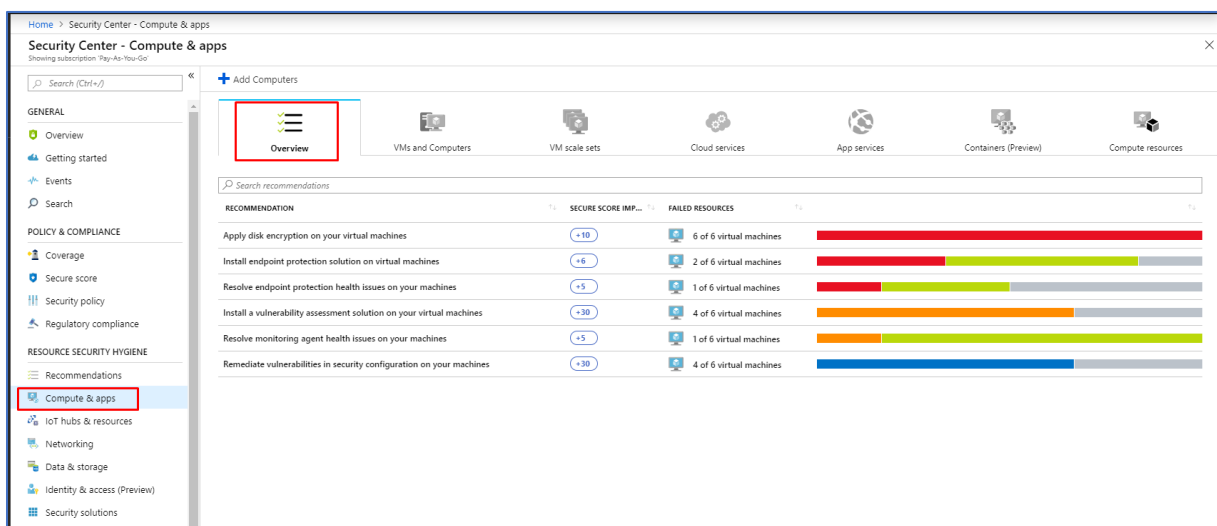 Home > Security Center - Compute & apps
Security Center - Compute & apps
Showing subscription 'Pay-As-You-Go'
Search (Ctrl+/)
«
Add Computers
GENERAL
Overview
Getting started
Events
Search
POLICY & COMPLIANCE
Coverage
Secure score
Security policy
Regulatory compliance
RESOURCE SECURITY HYGIENE
Recommendations
Compute & apps
IoT hubs & resources
Networking
Data & storage
Identity & access (Preview)
Security solutions
Overview VMs and Computers VM scale sets Cloud services App services Containers (Preview) Compute resources
Search recommendations
RECOMMENDATION SECURE SCORE IMP... FAILED RESOURCES
Apply disk encryption on your virtual machines +10 6 of 6 virtual machines
Install endpoint protection solution on virtual machines +6 2 of 6 virtual machines
Resolve endpoint protection health issues on your machines +5 1 of 6 virtual machines
Install a vulnerability assessment solution on your virtual machines +30 4 of 6 virtual machines
Resolve monitoring agent health issues on your machines +5 1 of 6 virtual machines
Remediate vulnerabilities in security configuration on your machines +30 4 of 6 virtual machines